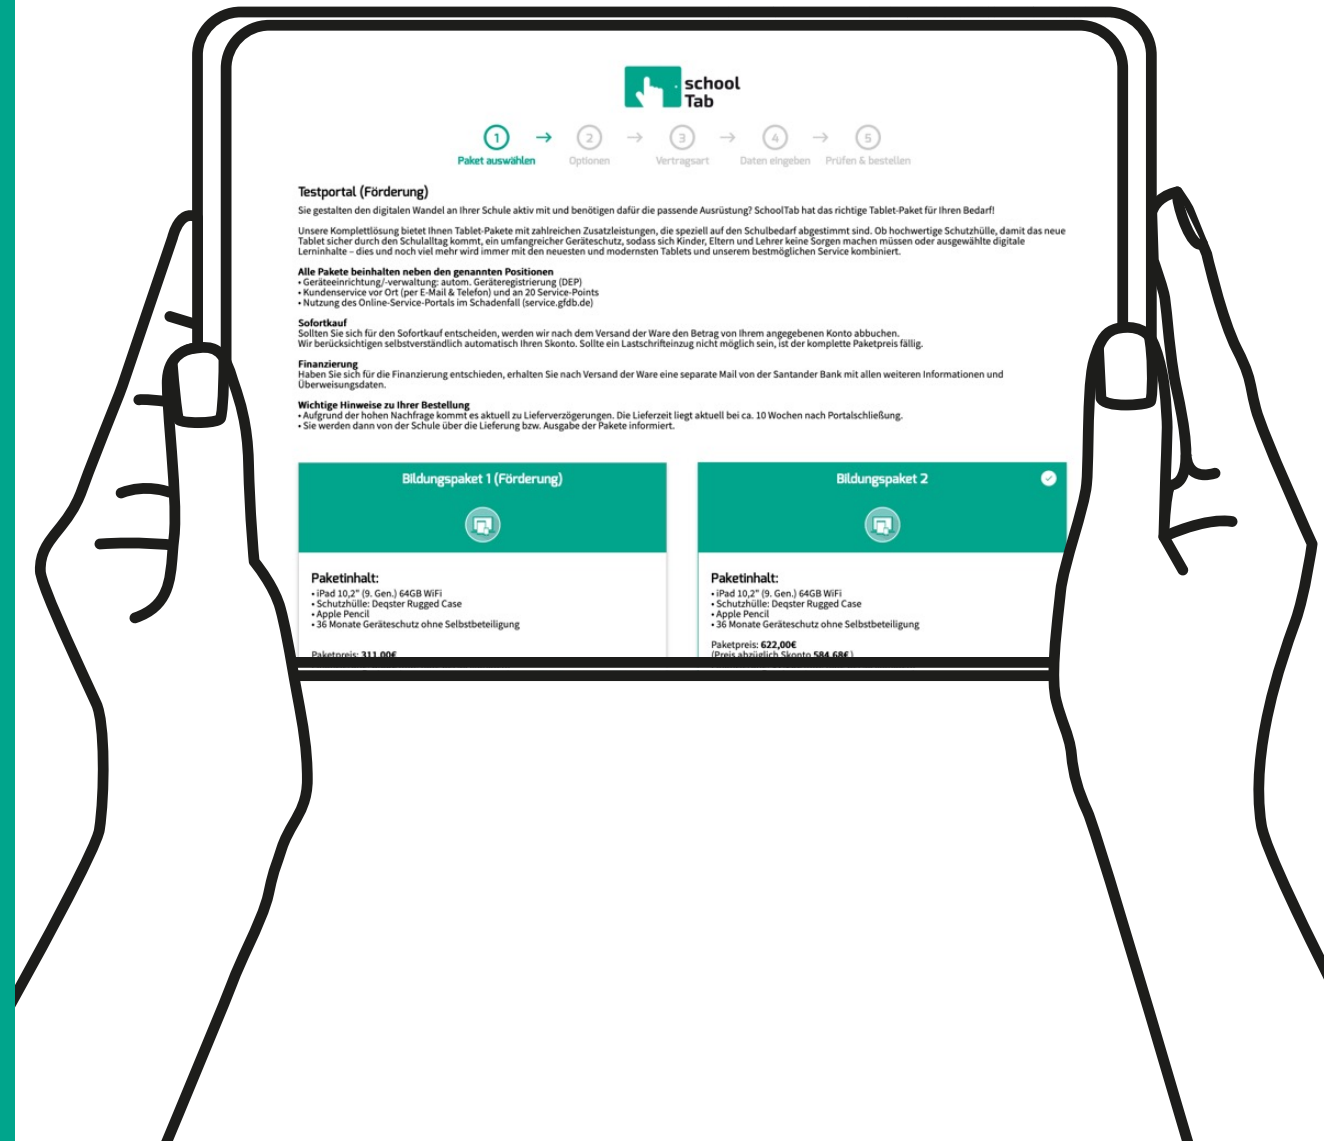 school
Tab
1 → 2 → 3 → 4 → 5
Paket auswählen Optionen Vertragsart Daten eingeben Prüfen & bestellen
Testportal (Förderung)
Sie gestalten den digitalen Wandel an Ihrer Schule aktiv mit und benötigen dafür die passende Ausrüstung? SchoolTab hat das richtige Tablet-Paket für Ihren Bedarf!
Unsere Komplettlösung bietet Ihnen Tablet-Pakete mit zahlreichen Zusatzleistungen, die speziell auf den Schulbedarf abgestimmt sind. Ob hochwertige Schutzhülle, damit das neue
Tablet sicher durch den Schulalltag kommt, ein umfangreicher Geräteschutz, sodass sich Kinder, Eltern und Lehrer keine Sorgen machen müssen oder ausgewählte digitale
Lerninhalte – dies und noch viel mehr wird immer mit den neuesten und modernsten Tablets und unserem bestmöglichen Service kombiniert.
Alle Pakete beinhalten neben den genannten Positionen
• Geräteeinrichtung/-verwaltung: autom. Geräteregistrierung (DEP)
• Kundenservice vor Ort (per E-Mail & Telefon) und an 20 Service-Points
• Nutzung des Online-Service-Portals im Schadenfall (service.gfdb.de)
Sofortkauf
Sollten Sie sich für den Sofortkauf entscheiden, werden wir nach dem Versand der Ware den Betrag von Ihrem angegebenen Konto abbuchen.
Wir berücksichtigen selbstverständlich automatisch Ihren Skonto. Sollte ein Lastschrifteinzug nicht möglich sein, ist der komplette Paketpreis fällig.
Finanzierung
Haben Sie sich für die Finanzierung entschieden, erhalten Sie nach Versand der Ware eine separate Mail von der Santander Bank mit allen weiteren Informationen und
Überweisungsdaten.
Wichtige Hinweise zu Ihrer Bestellung
• Aufgrund der hohen Nachfrage kommt es aktuell zu Lieferverzögerungen. Die Lieferzeit liegt aktuell bei ca. 10 Wochen nach Portalschließung.
• Sie werden dann von der Schule über die Lieferung bzw. Ausgabe der Pakete informiert.
Bildungspaket 1 (Förderung)
Paketinhalt:
• iPad 10,2" (9. Gen.) 64GB WiFi
• Schutzhülle: Deqster Rugged Case
• Apple Pencil
• 36 Monate Geräteschutz ohne Selbstbeteiligung
Paketpreis: 311,00€
Bildungspaket 2
Paketinhalt:
• iPad 10,2" (9. Gen.) 64GB WiFi
• Schutzhülle: Deqster Rugged Case
• Apple Pencil
• 36 Monate Geräteschutz ohne Selbstbeteiligung
Paketpreis: 622,00€
(Preis abzüglich Skonto 584,68€)